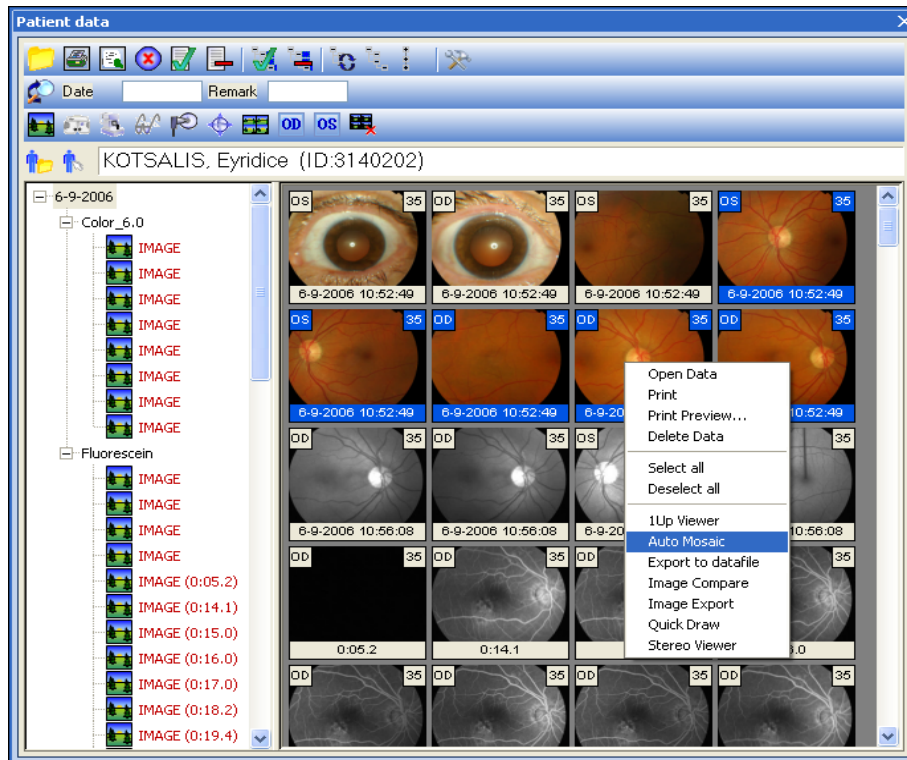 Patient data
Date Remark
OD OS
KOTSALIS, Eyridice (ID:3140202)
6-9-2006
Color_6.0
IMAGE
IMAGE
IMAGE
IMAGE
IMAGE
IMAGE
IMAGE
IMAGE
Fluorescein
IMAGE
IMAGE
IMAGE
IMAGE
IMAGE (0:05.2)
IMAGE (0:14.1)
IMAGE (0:15.0)
IMAGE (0:16.0)
IMAGE (0:17.0)
IMAGE (0:18.2)
IMAGE (0:19.4)
OS 35 OD 35 OS 35 OS 35
6-9-2006 10:52:49 6-9-2006 10:52:49 6-9-2006 10:52:49 6-9-2006 10:52:49
OS 35 OD 35 OD 35 OD 35
6-9-2006 10:52:49 6-9-2006 10:52:49 6-9-20 10:52:49
OD 35 OD 35 OS 35
6-9-2006 10:56:08 6-9-2006 10:56:08 6-9-20 10:56:08
OD 35 OD 35 35
0:05.2 0:14.1 .0
OD 35 OD 35 OD 35 OD 35
Open Data
Print
Print Preview...
Delete Data
Select all
Deselect all
1Up Viewer
Auto Mosaic
Export to datafile
Image Compare
Image Export
Quick Draw
Stereo Viewer